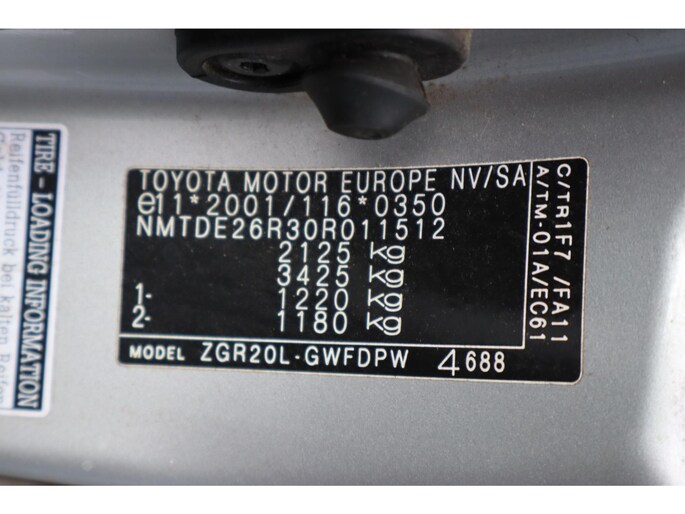 TOYOTA MOTOR EUROPE NV/SA
e11*2001/116*0350
NMTDE26R30R011512
2125 kg
3425 kg
1- 1220 kg
2- 1180 kg
MODEL ZGR20L-GWFDPW 4688
C/TR1F7 /FA11
A/TM-01A/EC61
TIRE - LOADING INFORMATION
Reifenfülldruck bei kalten Reifen